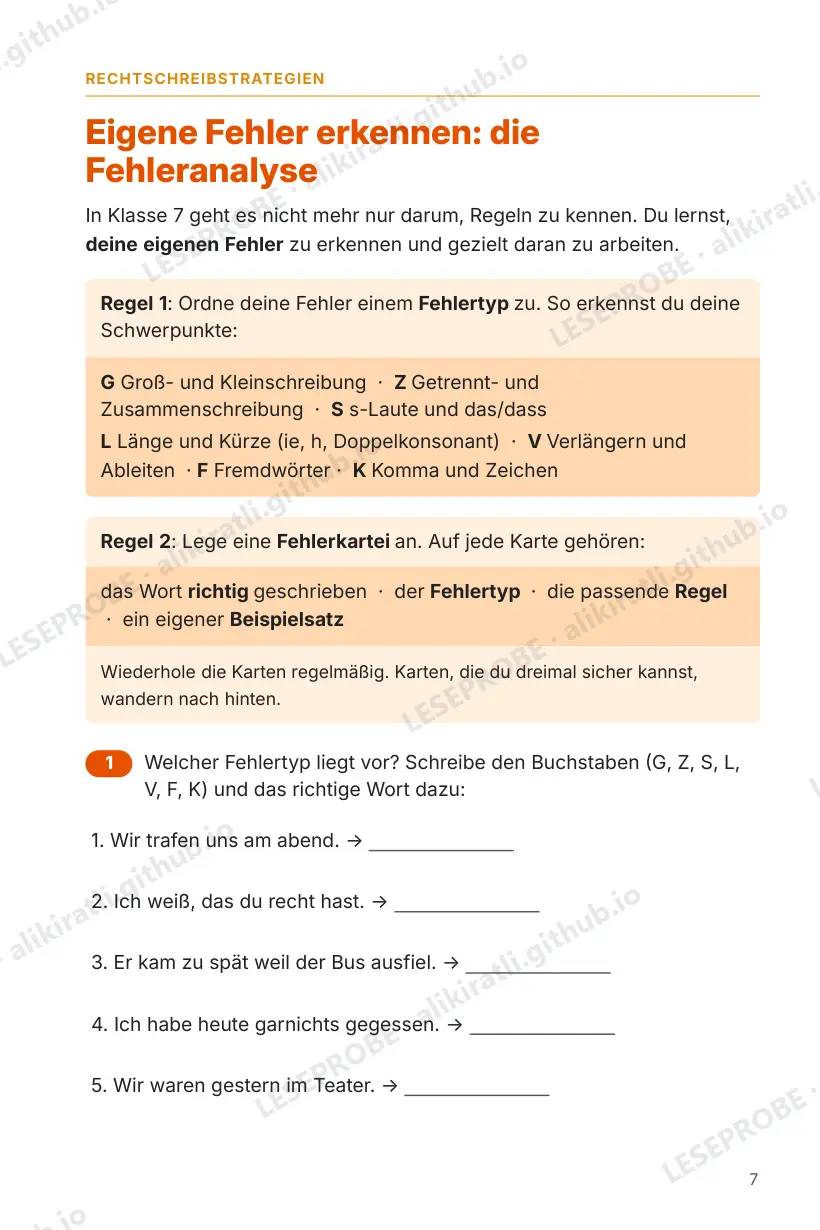 RECHTSCHREIBSTRATEGIEN
Eigene Fehler erkennen: die
Fehleranalyse
In Klasse 7 geht es nicht mehr nur darum, Regeln zu kennen. Du lernst,
deine eigenen Fehler zu erkennen und gezielt daran zu arbeiten.
Regel 1: Ordne deine Fehler einem Fehlertyp zu. So erkennst du deine
Schwerpunkte:
G Groß- und Kleinschreibung · Z Getrennt- und
Zusammenschreibung · S s-Laute und das/dass
L Länge und Kürze (ie, h, Doppelkonsonant) · V Verlängern und
Ableiten · F Fremdwörter · K Komma und Zeichen
Regel 2: Lege eine Fehlerkartei an. Auf jede Karte gehören:
das Wort richtig geschrieben · der Fehlertyp · die passende Regel
· ein eigener Beispielsatz
Wiederhole die Karten regelmäßig. Karten, die du dreimal sicher kannst,
wandern nach hinten.
1 Welcher Fehlertyp liegt vor? Schreibe den Buchstaben (G, Z, S, L,
V, F, K) und das richtige Wort dazu:
1. Wir trafen uns am abend. → ______________
2. Ich weiß, das du recht hast. → ______________
3. Er kam zu spät weil der Bus ausfiel. → ______________
4. Ich habe heute garnichts gegessen. → ______________
5. Wir waren gestern im Teater. → ______________
7
LESEPROBE · alikiratli.github.io